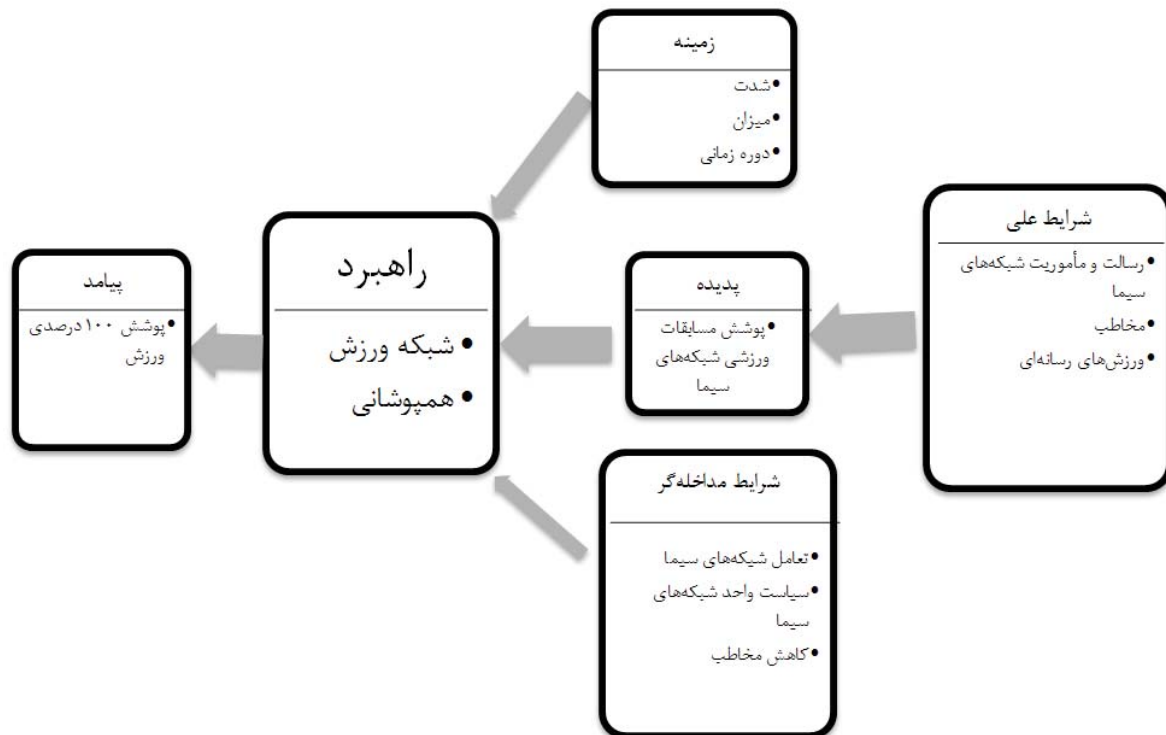 زمینه
•شدت
•میزان
•دوره زمانی
شرایط علی
•رسالت و مأموریت شبکه‌های
سیما
•مخاطب
•ورزش‌های رسانه‌ای
پدیده
•پوشش مسابقات
ورزشی شبکه‌های
سیما
راهبرد
•شبکه ورزش
•همپوشانی
پیامد
•پوشش ۱۰۰ درصدی
ورزش
شرایط مداخله‌گر
•تعامل شبکه‌های سیما
•سیاست واحد شبکه‌های
سیما
•کاهش مخاطب